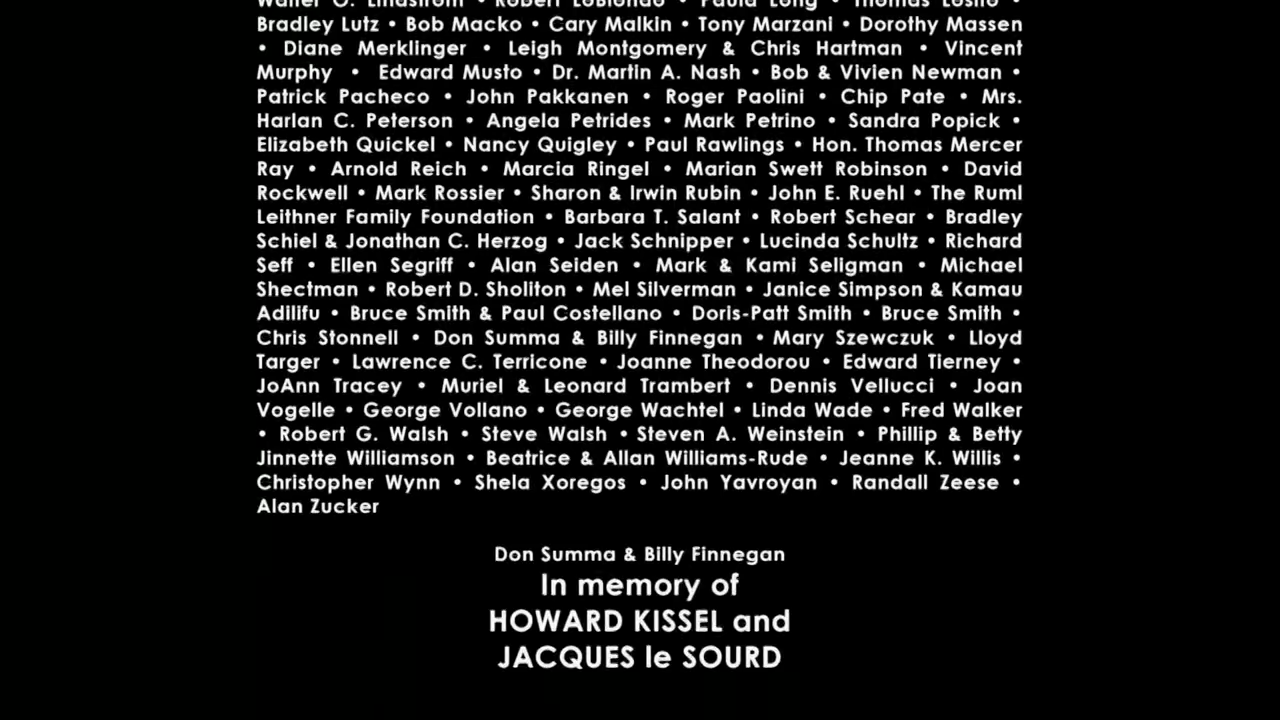 Walter O. Lindstrom • Robert LoBiondo • Paula Long • Thomas Losito •
Bradley Lutz • Bob Macko • Cary Malkin • Tony Marzani • Dorothy Massen
• Diane Merklinger • Leigh Montgomery & Chris Hartman • Vincent
Murphy • Edward Musto • Dr. Martin A. Nash • Bob & Vivien Newman •
Patrick Pacheco • John Pakkanen • Roger Paolini • Chip Pate • Mrs.
Harlan C. Peterson • Angela Petrides • Mark Petrino • Sandra Popick •
Elizabeth Quickel • Nancy Quigley • Paul Rawlings • Hon. Thomas Mercer
Ray • Arnold Reich • Marcia Ringel • Marian Swett Robinson • David
Rockwell • Mark Rossier • Sharon & Irwin Rubin • John E. Ruehl • The Ruml
Leithner Family Foundation • Barbara T. Salant • Robert Schear • Bradley
Schiel & Jonathan C. Herzog • Jack Schnipper • Lucinda Schultz • Richard
Seff • Ellen Segriff • Alan Seiden • Mark & Kami Seligman • Michael
Shectman • Robert D. Sholiton • Mel Silverman • Janice Simpson & Kamau
Adilifu • Bruce Smith & Paul Costellano • Doris-Patt Smith • Bruce Smith •
Chris Stonnell • Don Summa & Billy Finnegan • Mary Szewczuk • Lloyd
Targer • Lawrence C. Terricone • Joanne Theodorou • Edward Tierney •
JoAnn Tracey • Muriel & Leonard Trambert • Dennis Vellucci • Joan
Vogelle • George Vollano • George Wachtel • Linda Wade • Fred Walker
• Robert G. Walsh • Steve Walsh • Steven A. Weinstein • Phillip & Betty
Jinnette Williamson • Beatrice & Allan Williams-Rude • Jeanne K. Willis •
Christopher Wynn • Shela Xoregos • John Yavroyan • Randall Zeese •
Alan Zucker
Don Summa & Billy Finnegan
In memory of
HOWARD KISSEL and
JACQUES le SOURD